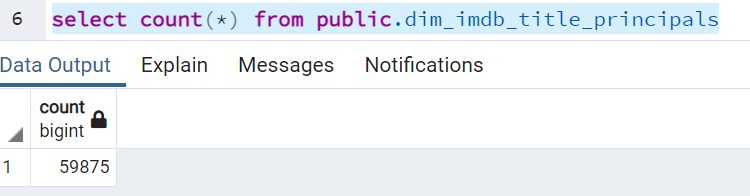 6 select count(*) from public.dim_imdb_title_principals
Data Output Explain Messages Notifications
count
bigint
1 59875